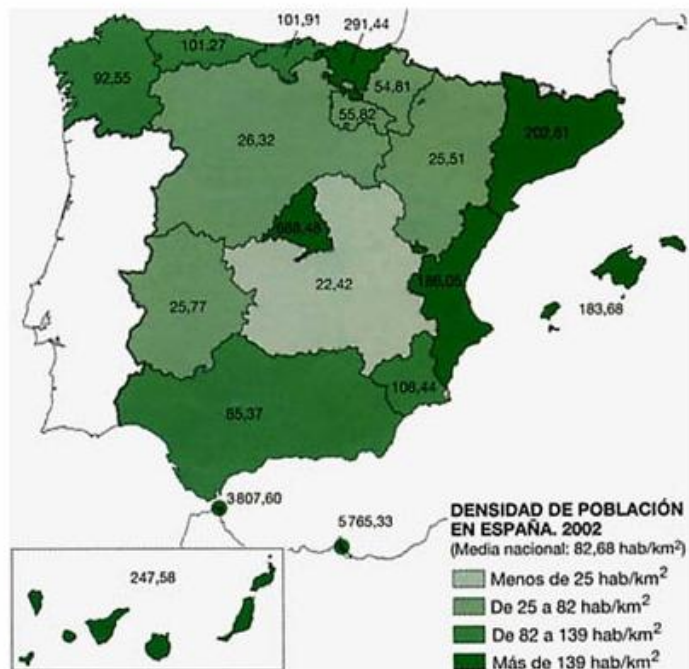 101,91
291,44
101,27
92,55
54,81
55,82
202,81
26,32
25,51
688,48
186,05
25,77
22,42
183,68
108,44
85,37
3807,60
5765,33
247,58
DENSIDAD DE POBLACIÓN
EN ESPAÑA. 2002
(Media nacional: 82,68 hab/km²)
Menos de 25 hab/km²
De 25 a 82 hab/km²
De 82 a 139 hab/km²
Más de 139 hab/km²